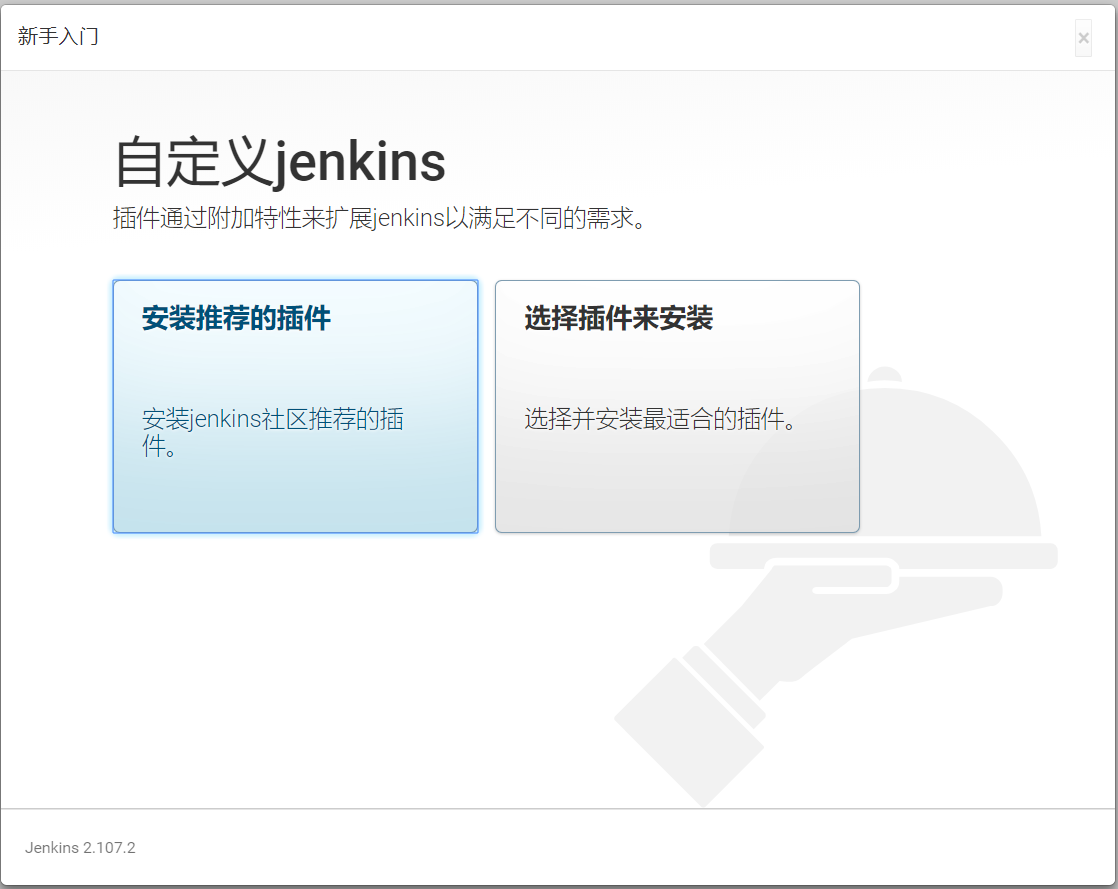 新手入门
×
自定义jenkins
插件通过附加特性来扩展jenkins以满足不同的需求。
安装推荐的插件
安装jenkins社区推荐的插
件。
选择插件来安装
选择并安装最适合的插件。
Jenkins 2.107.2